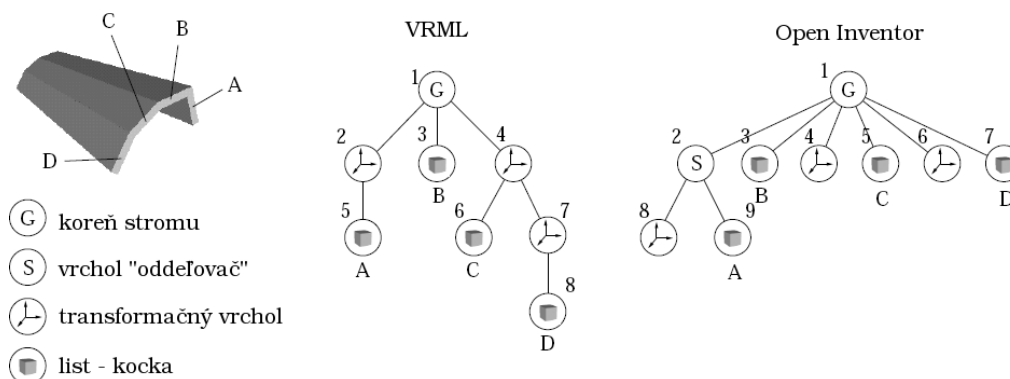 C
B
A
D
G koreň stromu
S vrchol "oddeľovač"
transformačný vrchol
list - kocka
VRML
1
G
2 3 4
B
5 6 7
A C
8
D
Open Inventor
1
G
2 3 4 5 6 7
S
B C D
8 9
A